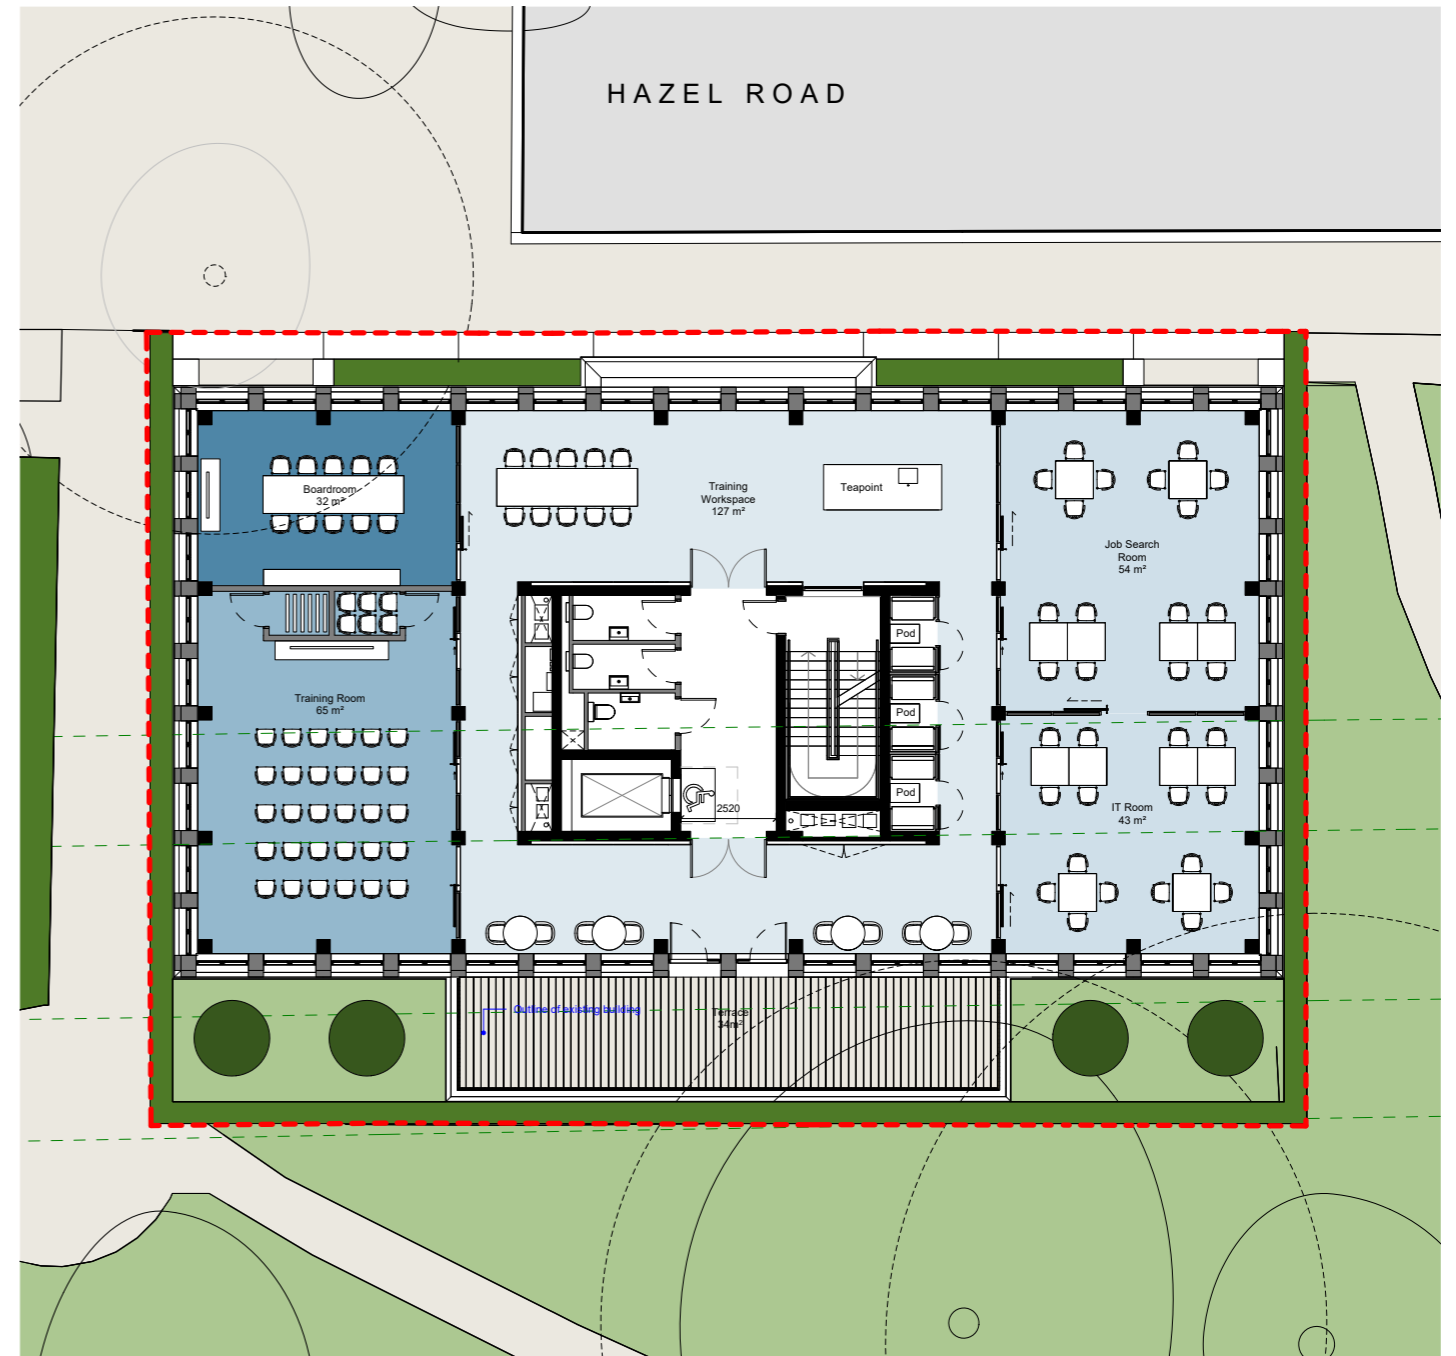 HAZEL ROAD
Boardroom
32 m²
Training
Workspace
127 m²
Teapoint
Job Search
Room
54 m²
Pod
Training Room
65 m²
Pod
Pod
2520
IT Room
43 m²
Outline of existing building
Terrace
34m²